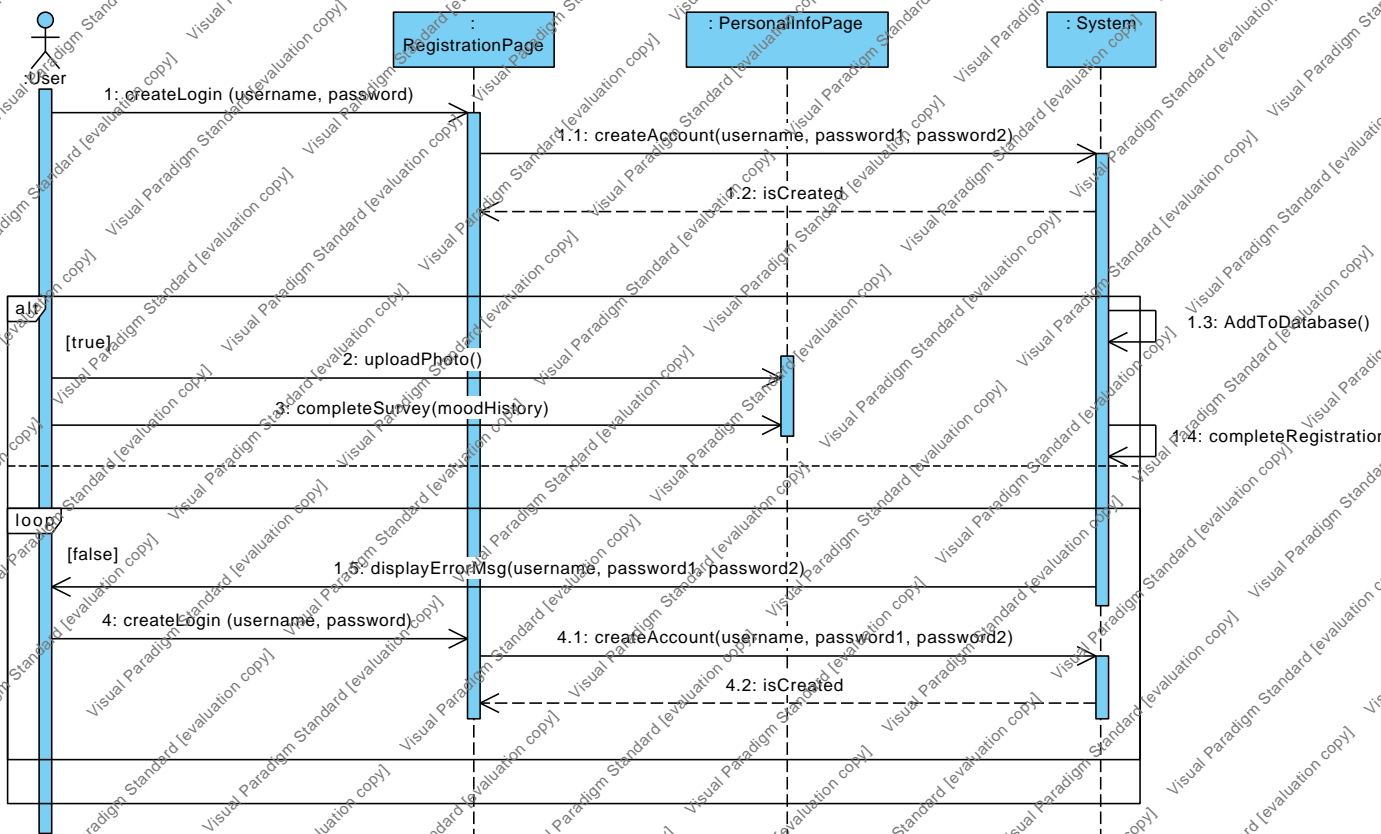 :
RegistrationPage
: PersonalInfoPage
: System
:User
1: createLogin (username, password)
1.1: createAccount(username, password1, password2)
1.2: isCreated
alt
1.3: AddToDatabase()
[true]
2: uploadPhoto()
3: completeSurvey(moodHistory)
1.4: completeRegistration
loop
[false]
1.5: displayErrorMsg(username, password1, password2)
4: createLogin (username, password)
4.1: createAccount(username, password1, password2)
4.2: isCreated
Visual Paradigm Standard [evaluation copy]